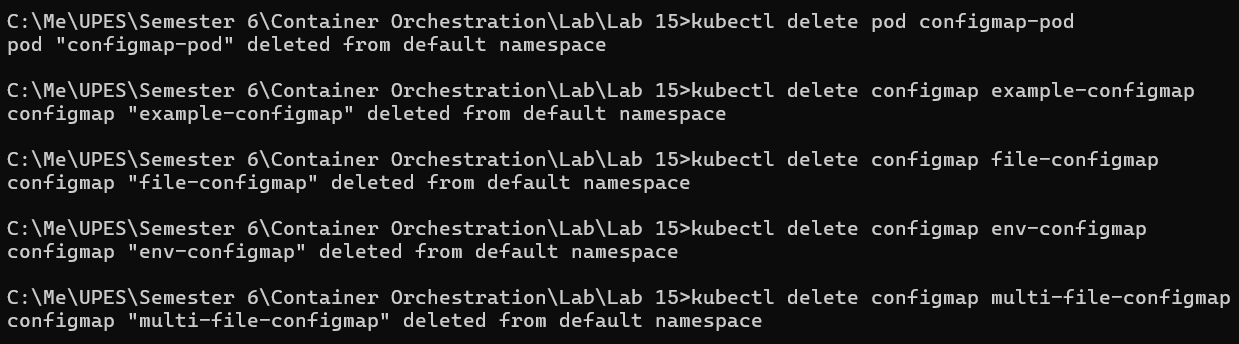 C:\Me\UPES\Semester 6\Container Orchestration\Lab\Lab 15>kubectl delete pod configmap-pod
pod "configmap-pod" deleted from default namespace
C:\Me\UPES\Semester 6\Container Orchestration\Lab\Lab 15>kubectl delete configmap example-configmap
configmap "example-configmap" deleted from default namespace
C:\Me\UPES\Semester 6\Container Orchestration\Lab\Lab 15>kubectl delete configmap file-configmap
configmap "file-configmap" deleted from default namespace
C:\Me\UPES\Semester 6\Container Orchestration\Lab\Lab 15>kubectl delete configmap env-configmap
configmap "env-configmap" deleted from default namespace
C:\Me\UPES\Semester 6\Container Orchestration\Lab\Lab 15>kubectl delete configmap multi-file-configmap
configmap "multi-file-configmap" deleted from default namespace